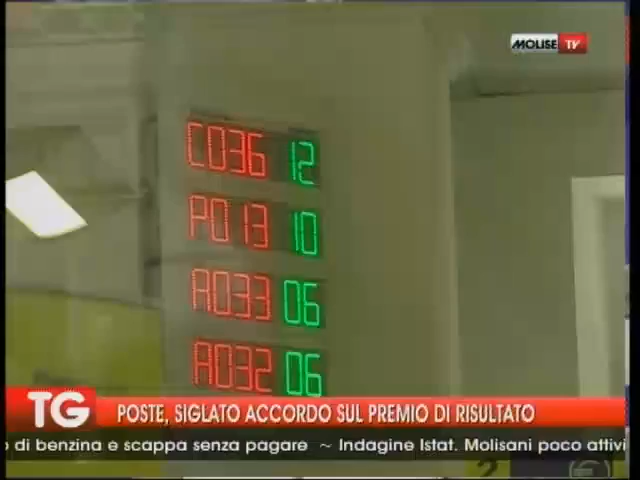 MOLISE TV
C036 12
P013 10
A033 06
A032 06
TG POSTE, SIGLATO ACCORDO SUL PREMIO DI RISULTATO
o di benzina e scappa senza pagare ~ Indagine Istat. Molisani poco attivi
2